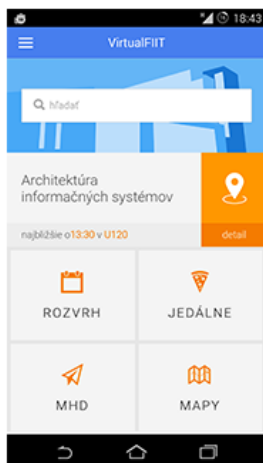 18:43
VirtualFIIT
hľadať
Architektúra
informačných systémov
najbližšie o 13:30 v U120
detail
ROZVRH
JEDÁLNE
MHD
MAPY